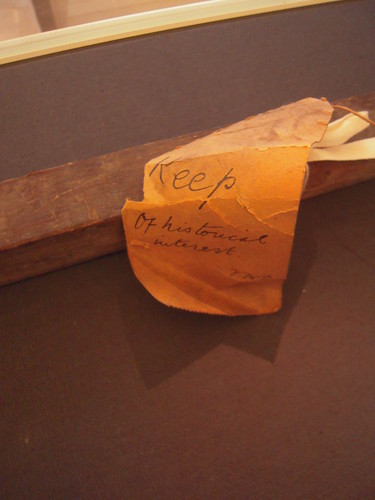 Keep
Of historical
interest